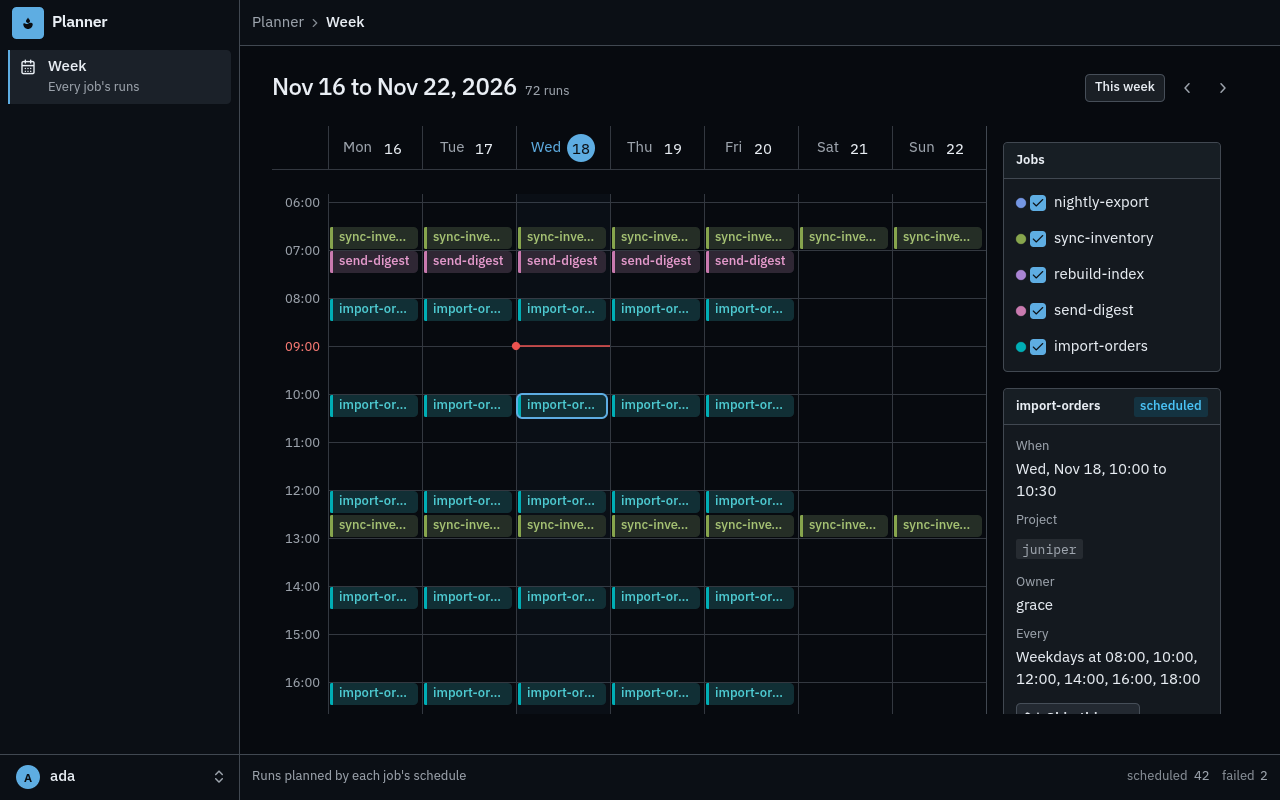 Planner
Week
Every job's runs
ada
A
Planner > Week
Nov 16 to Nov 22, 2026 72 runs
This week
Mon 16 Tue 17 Wed 18 Thu 19 Fri 20 Sat 21 Sun 22
06:00
sync-inve... sync-inve... sync-inve... sync-inve... sync-inve... sync-inve... sync-inve...
07:00
send-digest send-digest send-digest send-digest send-digest
08:00
import-or... import-or... import-or... import-or... import-or...
09:00
10:00
import-or... import-or... import-or... import-or... import-or...
11:00
12:00
import-or... import-or... import-or... import-or... import-or...
sync-inve... sync-inve... sync-inve... sync-inve... sync-inve... sync-inve... sync-inve...
13:00
14:00
import-or... import-or... import-or... import-or... import-or...
15:00
16:00
import-or... import-or... import-or... import-or... import-or...
Jobs
nightly-export
sync-inventory
rebuild-index
send-digest
import-orders
import-orders scheduled
When
Wed, Nov 18, 10:00 to
10:30
Project
juniper
Owner
grace
Every
Weekdays at 08:00, 10:00,
12:00, 14:00, 16:00, 18:00
Runs planned by each job's schedule
scheduled 42 failed 2